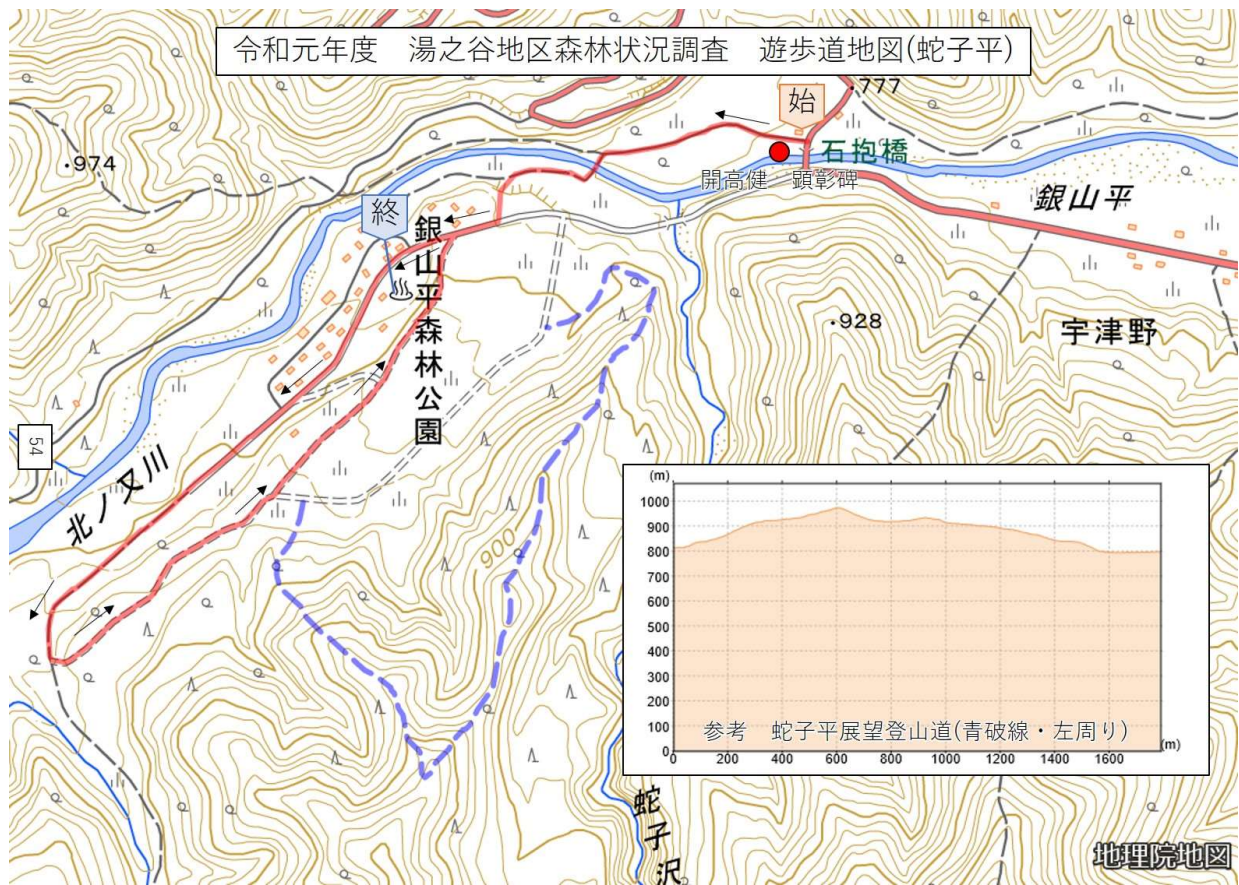 令和元年度 湯之谷地区森林状況調査 遊歩道地図(蛇子平)
始
777
974
石抱橋
開高健 顕彰碑
銀山平
終
銀山平森林公園
928
宇津野
54
北ノ又川
900
(m)
1000
900
800
700
600
500
400
300
200
100
0
参考 蛇子平展望登山道(青破線・左周り)
0 200 400 600 800 1000 1200 1400 1600 (m)
蛇子沢
地理院地図